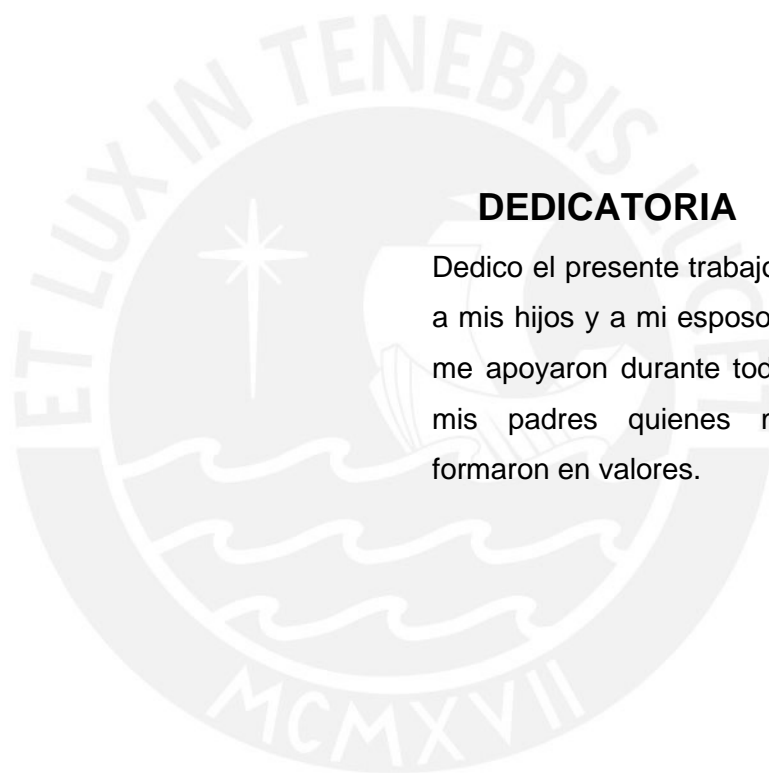 ET LUX IN TENEBRIS LUCET
DEDICATORIA
Dedico el presente trabajo
a mis hijos y a mi esposo
me apoyaron durante tod
mis padres quienes
formaron en valores.
MCMXVII